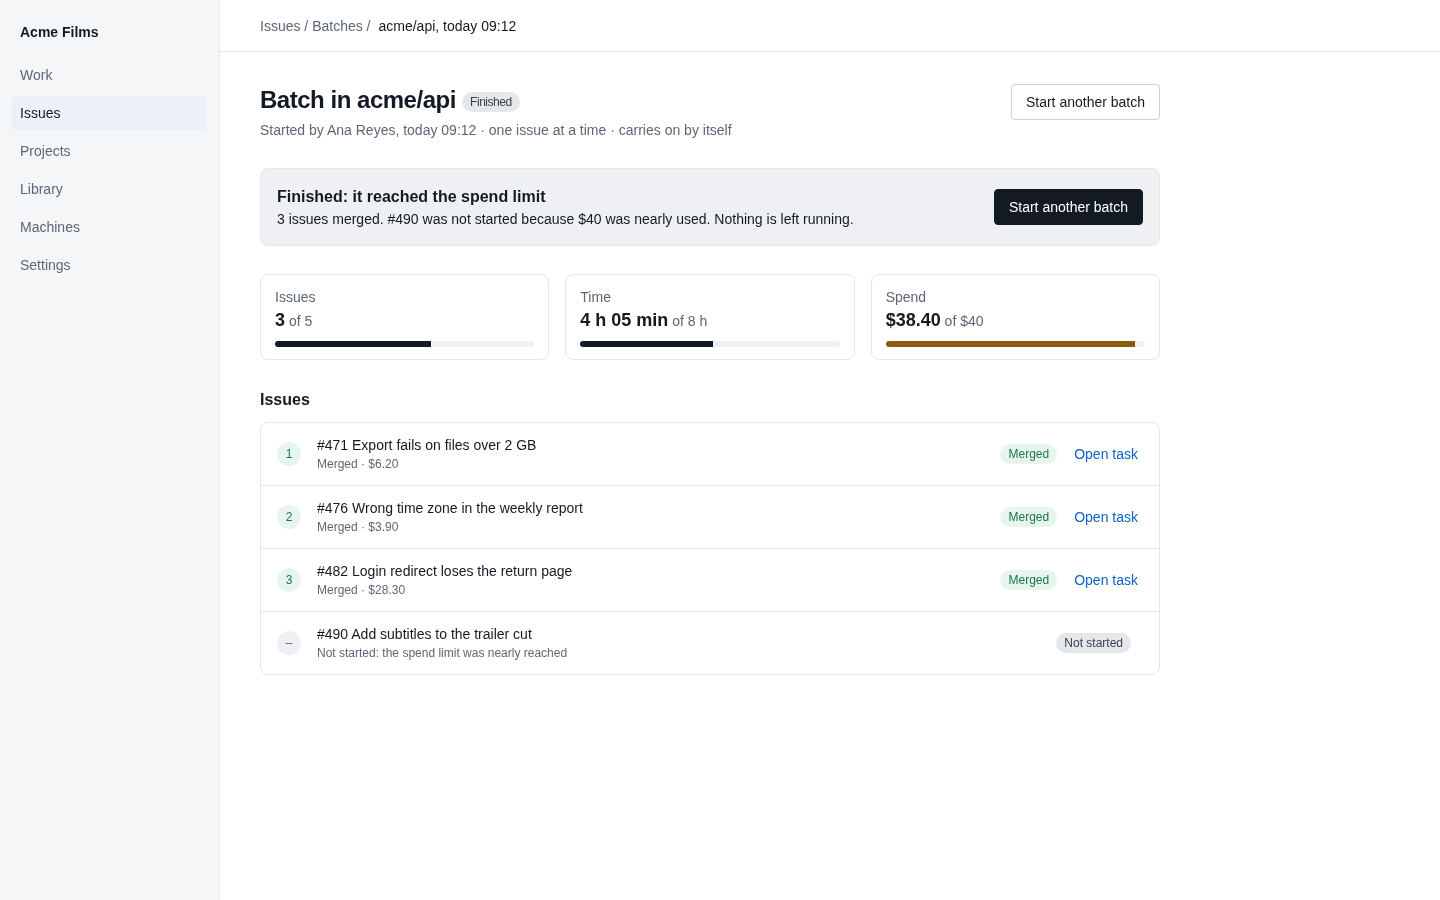 Acme Films
Work
Issues
Projects
Library
Machines
Settings
Issues / Batches / acme/api, today 09:12
Batch in acme/api Finished
Start another batch
Started by Ana Reyes, today 09:12 · one issue at a time · carries on by itself
Finished: it reached the spend limit
3 issues merged. #490 was not started because $40 was nearly used. Nothing is left running.
Start another batch
Issues
3 of 5
Time
4 h 05 min of 8 h
Spend
$38.40 of $40
Issues
1 #471 Export fails on files over 2 GB
Merged · $6.20
Merged Open task
2 #476 Wrong time zone in the weekly report
Merged · $3.90
Merged Open task
3 #482 Login redirect loses the return page
Merged · $28.30
Merged Open task
– #490 Add subtitles to the trailer cut
Not started: the spend limit was nearly reached
Not started